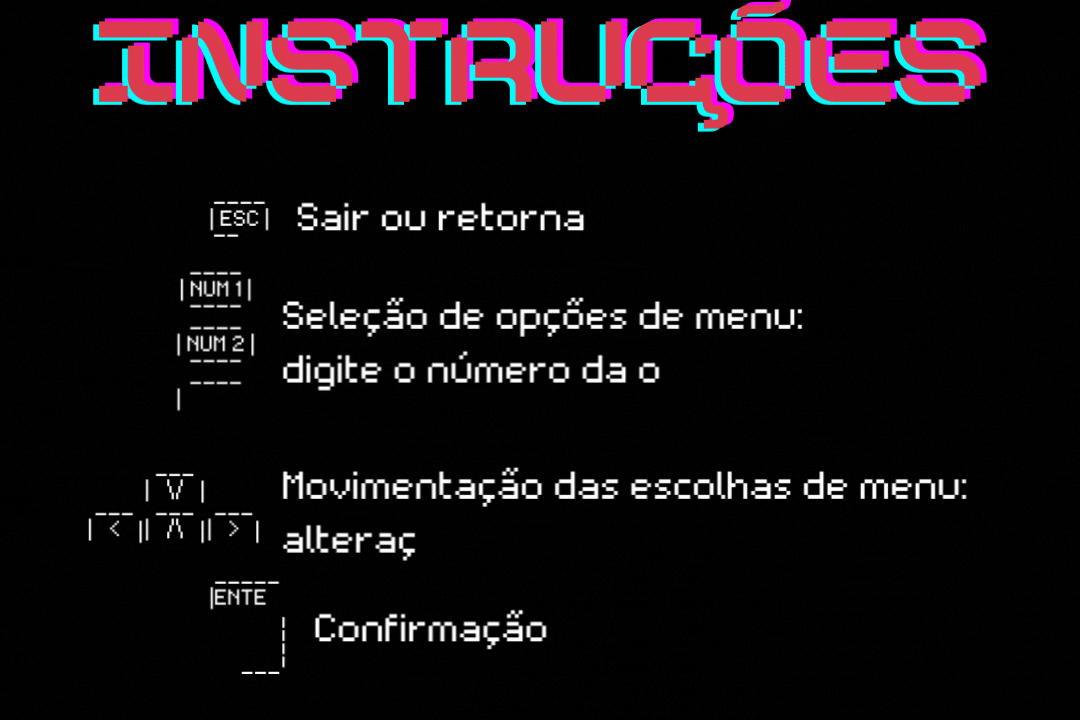 INSTRUÇÕES
|ESC| Sair ou retorna
|NUM 1|
Seleção de opções de menu:
|NUM 2|
digite o número da o
| \/ | Movimentação das escolhas de menu:
| < || /\ || > | alteraç
|ENTE
Confirmação